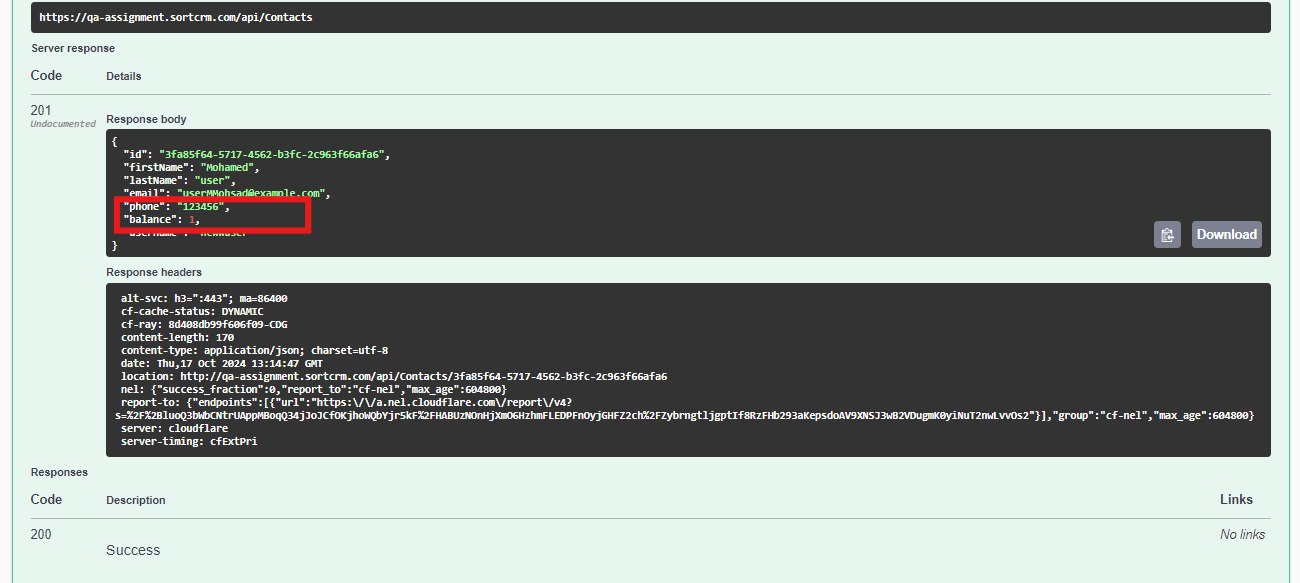 https://qa-assignment.sortcrm.com/api/Contacts
Server response
Code Details
201
Undocumented
Response body
{
"id": "3fa85f64-5717-4562-b3fc-2c963f66afa6",
"firstName": "Mohamed",
"lastName": "user",
"email": "userMMohsad@example.com",
"phone": "123456",
"balance": 1,
"username": "newwuser"
}
Download
Response headers
alt-svc: h3=":443"; ma=86400
cf-cache-status: DYNAMIC
cf-ray: 8d408db99f606f09-CDG
content-length: 170
content-type: application/json; charset=utf-8
date: Thu,17 Oct 2024 13:14:47 GMT
location: http://qa-assignment.sortcrm.com/api/Contacts/3fa85f64-5717-4562-b3fc-2c963f66afa6
nel: {"success_fraction":0,"report_to":"cf-nel","max_age":604800}
report-to: {"endpoints":[{"url":"https:\/\/a.nel.cloudflare.com\/report\/v4?
s=%2F%2BluoQ3bWbCNtrUAppMBoqQ34jJoJCfOKjhoWQbYjr5kF%2FHABUzNOnHjXmO6HzhmFLEDPFnOyjGHFZ2ch%2FZybrngtljgptIf8RzFHb293aKepsdoAV9XNSJ3wB2VDugmK0yiNuT2nwLvvOs2"}],"group":"cf-nel","max_age":604800}
server: cloudflare
server-timing: cfExtPri
Responses
Code Description Links
200 No links
Success